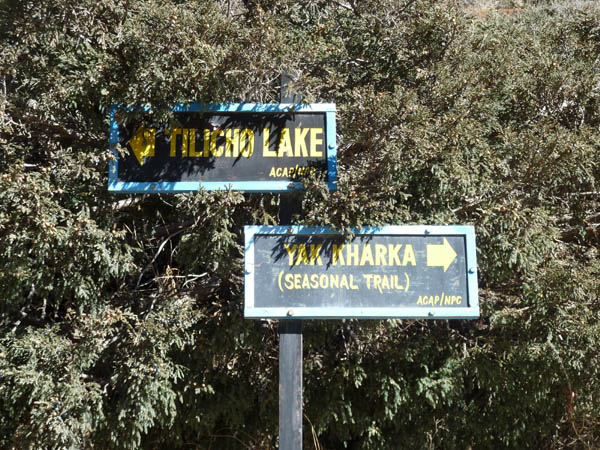 TILICHO LAKE
ACAP/NPC
YAK KHARKA
(SEASONAL TRAIL)
ACAP/NPC